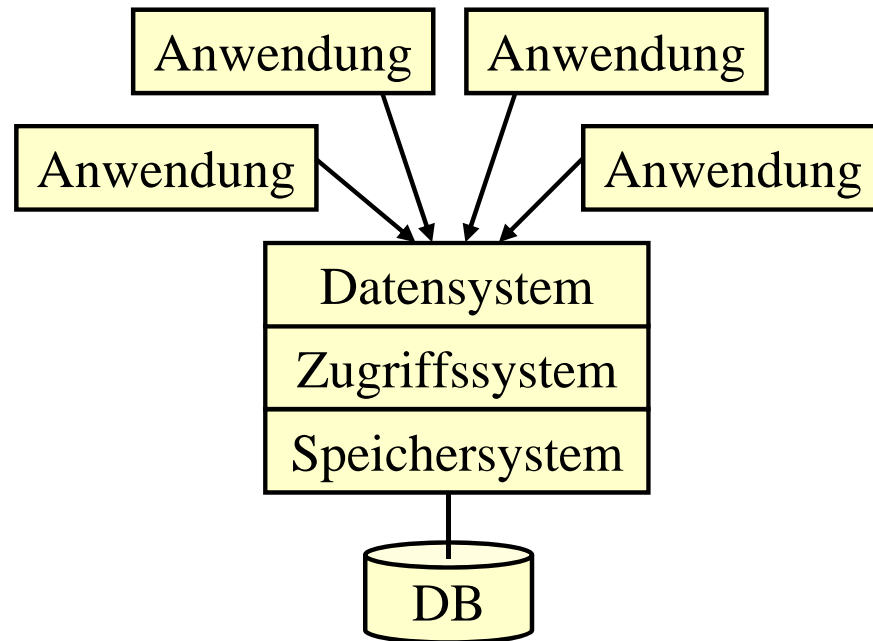 Anwendung
Anwendung
Anwendung
Anwendung
Datensystem
Zugriffssystem
Speichersystem
DB